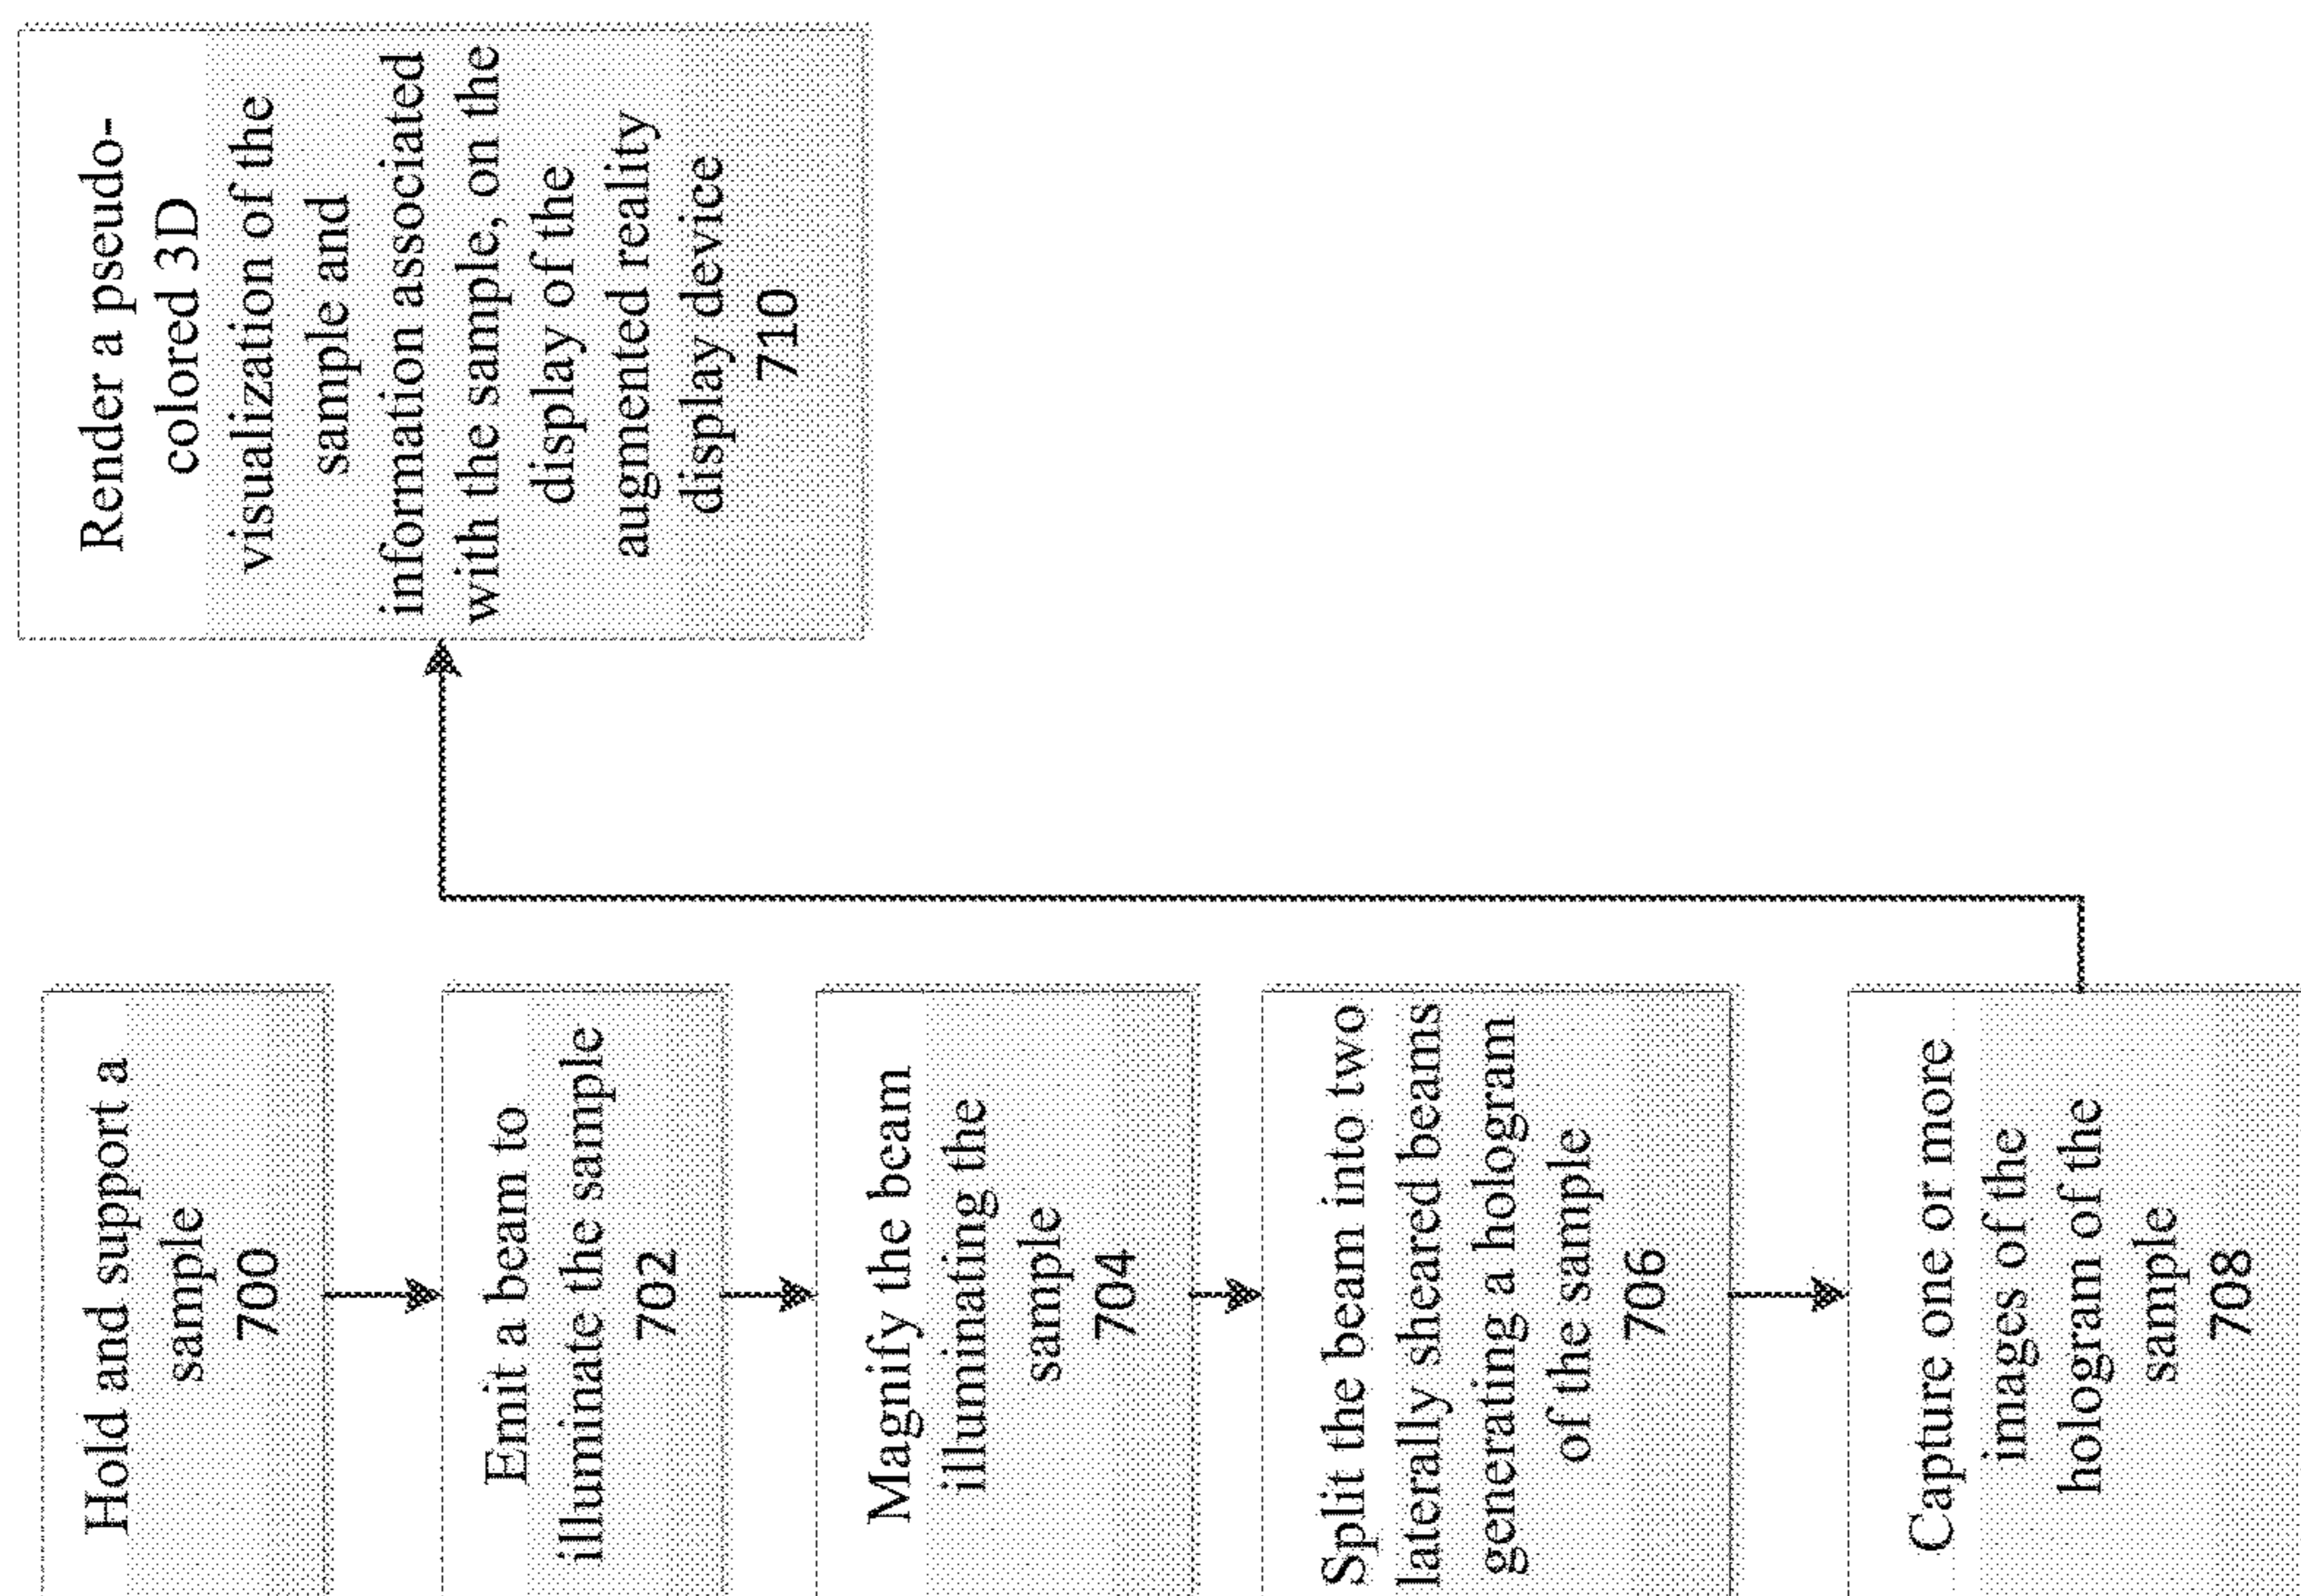 Hold and support a
sample
700
Emit a beam to
illuminate the sample
702
Magnify the beam
illuminating the
sample
704
Split the beam into two
laterally sheared beams
generating a hologram
of the sample
706
Capture one or more
images of the
hologram of the
sample
708
Render a pseudo-
colored 3D
visualization of the
sample and
information associated
with the sample, on the
display of the
augmented reality
display device
710